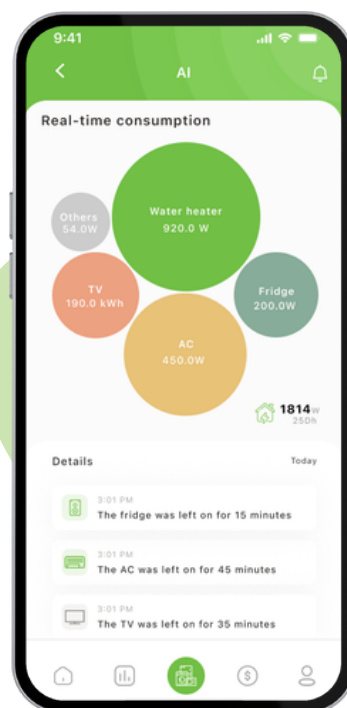 9:41
AI
Real-time consumption
Water heater
920.0 W
Others
54.0W
TV
190.0 kWh
Fridge
200.0W
AC
450.0W
1814w
25Dh
Details
Today
3:01 PM
The fridge was left on for 15 minutes
3:01 PM
The AC was left on for 45 minutes
3:01 PM
The TV was left on for 35 minutes
$